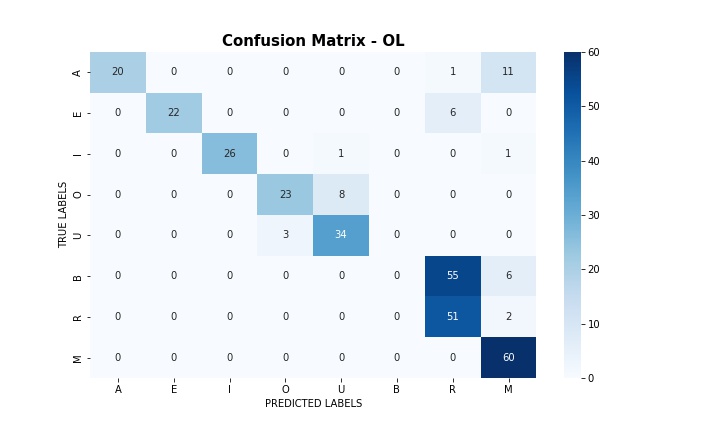 Confusion Matrix - OL
A 20 0 0 0 0 0 1 11
E 0 22 0 0 0 0 6 0
I 0 0 26 0 1 0 0 1
O 0 0 0 23 8 0 0 0
U 0 0 0 3 34 0 0 0
B 0 0 0 0 0 0 55 6
R 0 0 0 0 0 0 51 2
M 0 0 0 0 0 0 0 60
A E I O U B R M
TRUE LABELS
PREDICTED LABELS
60
50
40
30
20
10
0